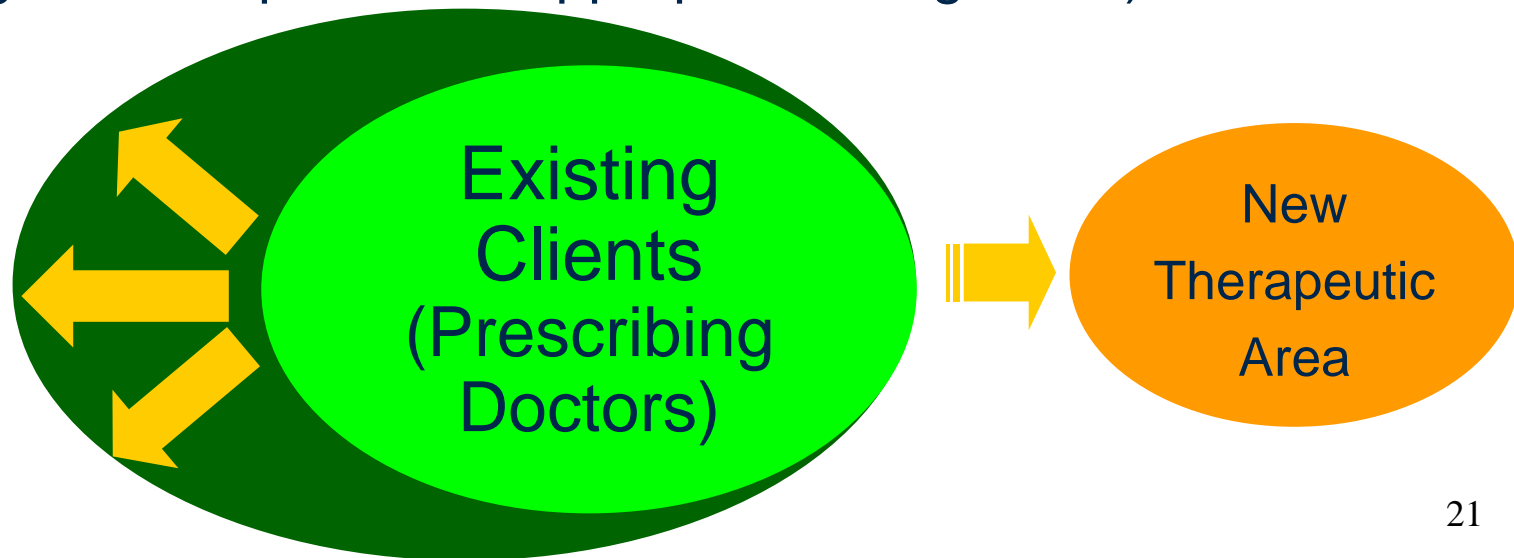 Existing
Clients
(Prescribing
Doctors)
New
Therapeutic
Area
21